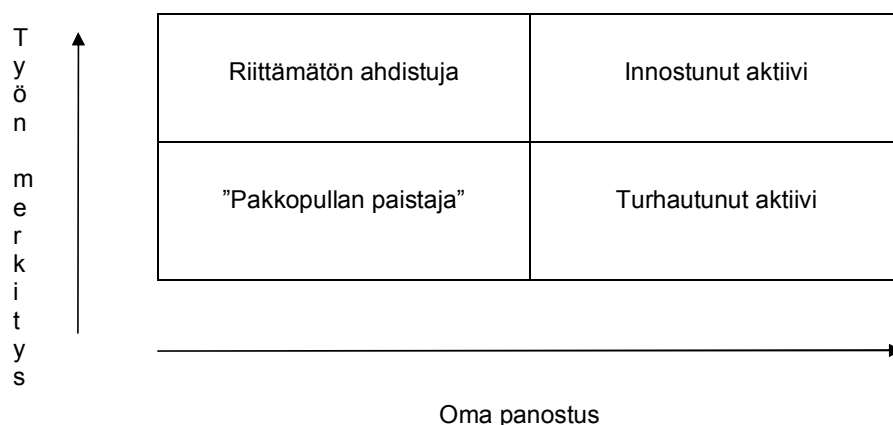 Työn merkitys
Riittämätön ahdistuja
Innostunut aktiivi
”Pakkopullan paistaja”
Turhautunut aktiivi
Oma panostus